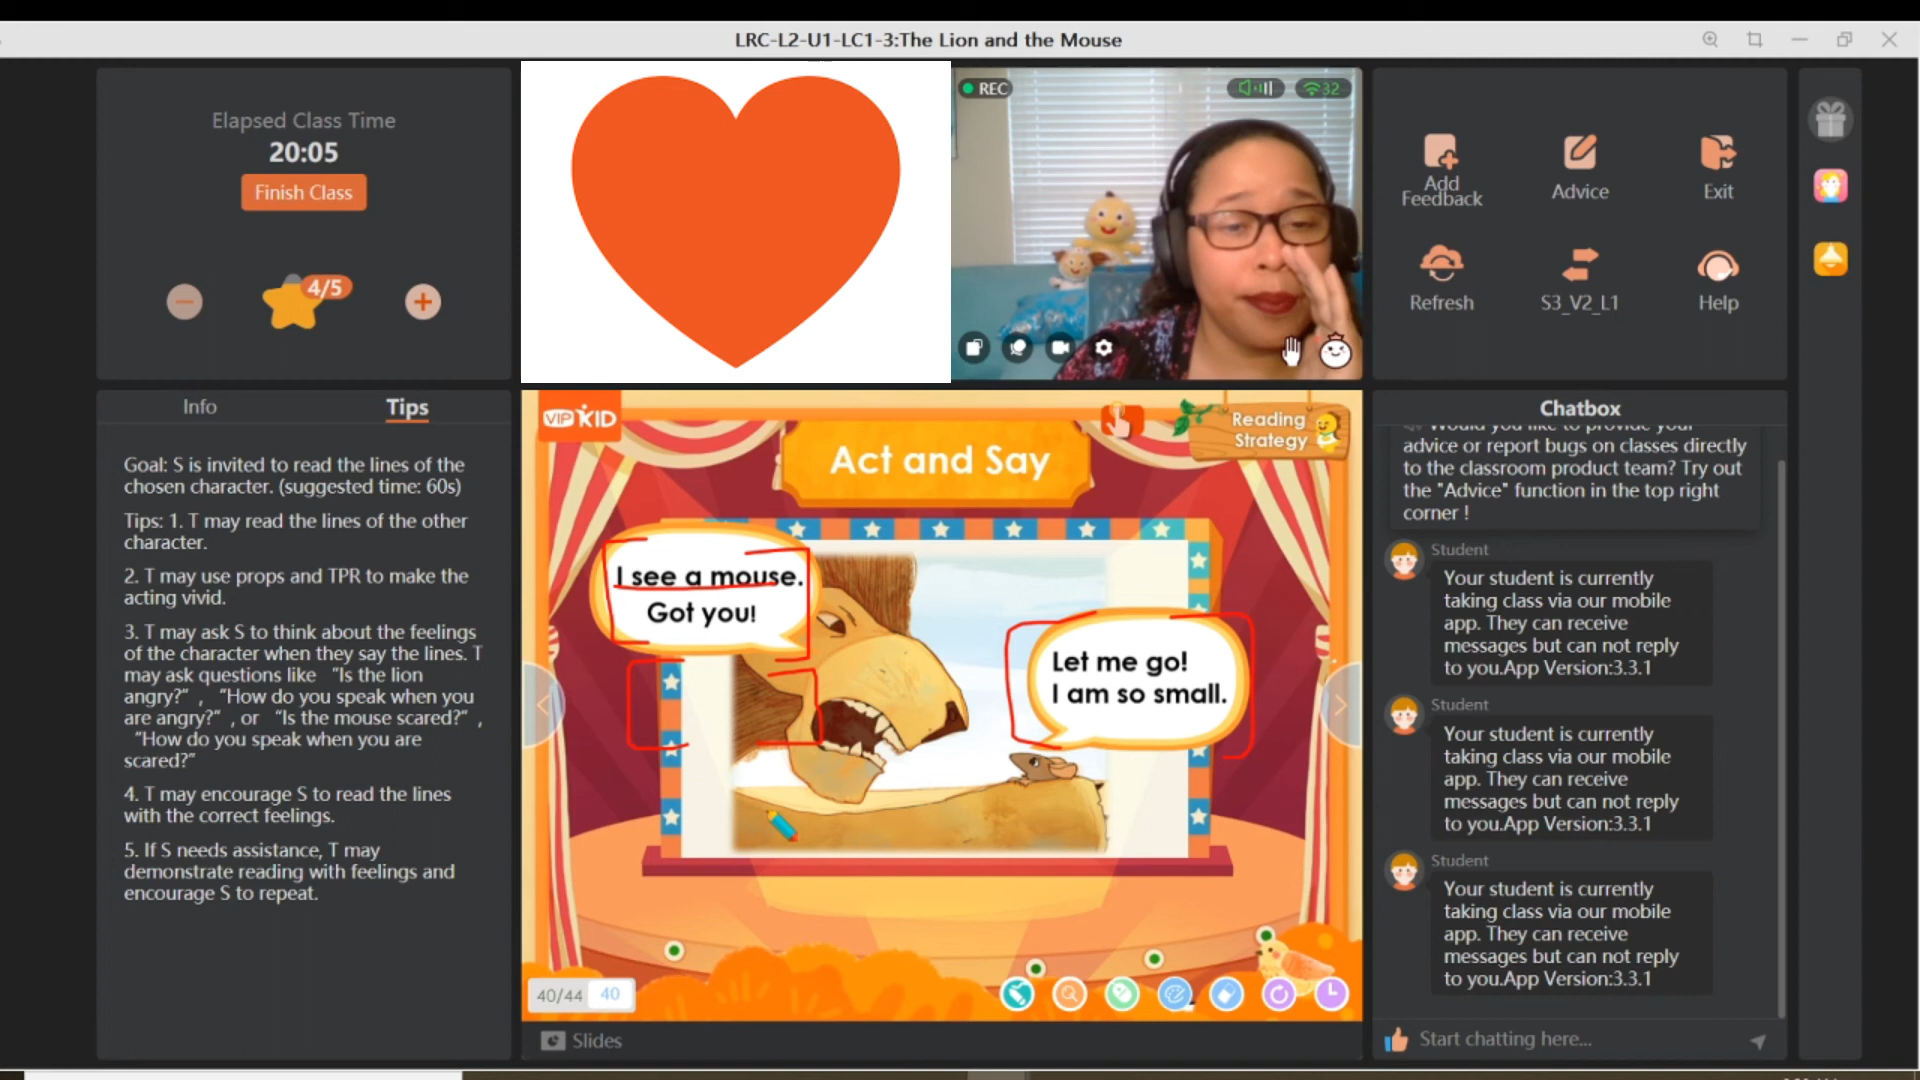 LRC-L2-U1-LC1-3:The Lion and the Mouse
Elapsed Class Time
20:05
Finish Class
4/5
REC
32
Add
Feedback
Advice
Exit
Refresh
S3_V2_L1
Help
Info
Tips
Goal: S is invited to read the lines of the
chosen character. (suggested time: 60s)
Tips: 1. T may read the lines of the other
character.
2. T may use props and TPR to make the
acting vivid.
3. T may ask S to think about the feelings
of the character when they say the lines. T
may ask questions like “Is the lion
angry?” , “How do you speak when you
are angry?” , or “Is the mouse scared?” ,
“How do you speak when you are
scared?”
4. T may encourage S to read the lines
with the correct feelings.
5. If S needs assistance, T may
demonstrate reading with feelings and
encourage S to repeat.
VIPKID
Act and Say
Reading
Strategy
I see a mouse.
Got you!
Let me go!
I am so small.
40/44 40
Slides
Chatbox
Would you like to provide your
advice or report bugs on classes directly
to the classroom product team? Try out
the "Advice" function in the top right
corner !
Student
Your student is currently
taking class via our mobile
app. They can receive
messages but can not reply
to you.App Version:3.3.1
Student
Your student is currently
taking class via our mobile
app. They can receive
messages but can not reply
to you.App Version:3.3.1
Student
Your student is currently
taking class via our mobile
app. They can receive
messages but can not reply
to you.App Version:3.3.1
Start chatting here...